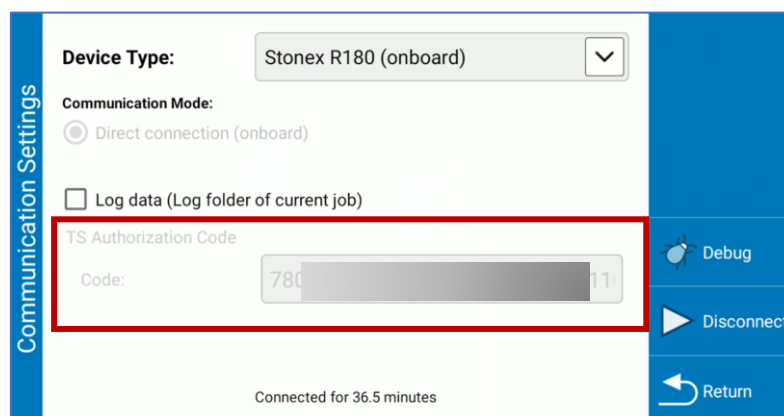 Communication Settings
Device Type:
Stonex R180 (onboard)
Communication Mode:
Direct connection (onboard)
Log data (Log folder of current job)
TS Authorization Code
Code:
Debug
Disconnect
Connected for 36.5 minutes
Return